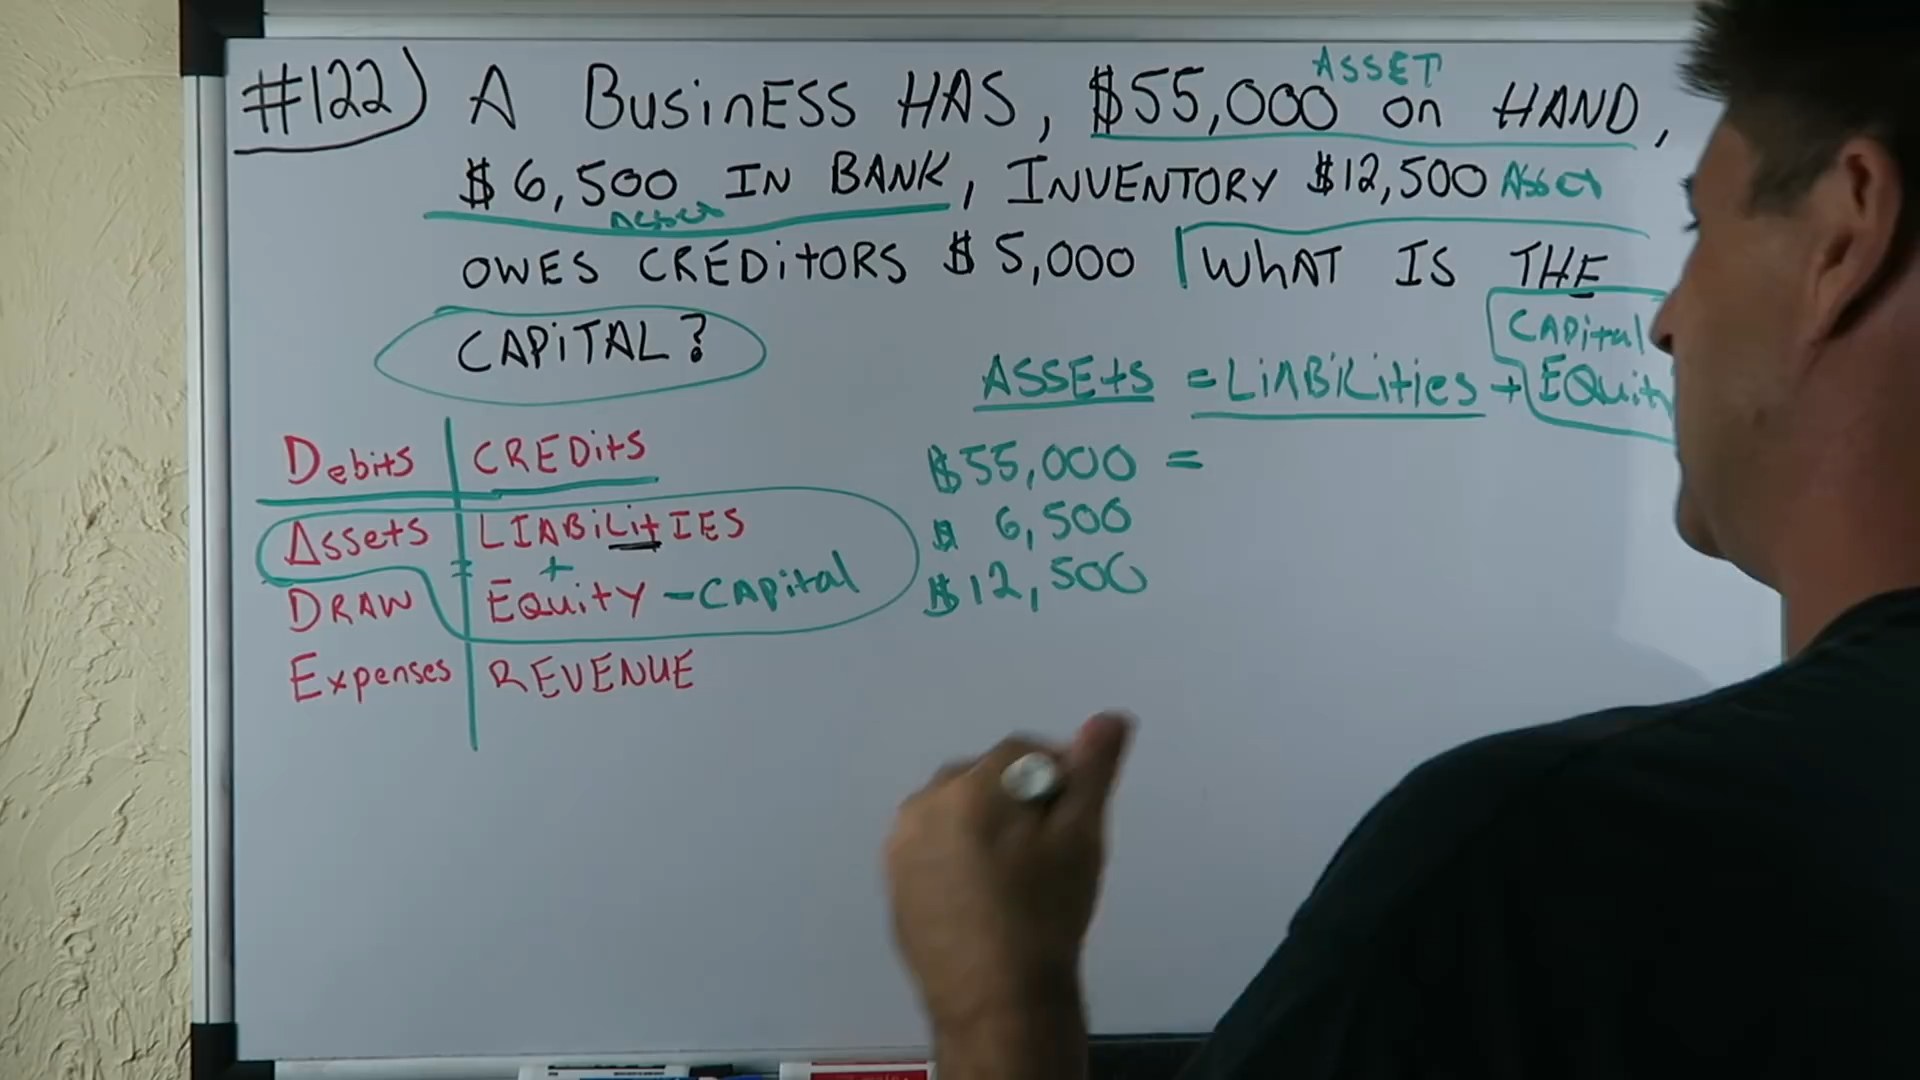 #122) A BusinESS HAS, $55,000 on HAND,
ASSET
$6,500 IN BANK, INVENTORY $12,500 Asset
Asset
OWES CREDitORS $5,000 WhAT IS THE
CAPiTAL?
CAPital
ASSEts = LiABiLities + EQuity
Debits CREDits
Assets = LIABiLitIES
+
DRAW EQuiTy - CAPital
Expenses REVENUE
$55,000 =
$ 6,500
$12,500